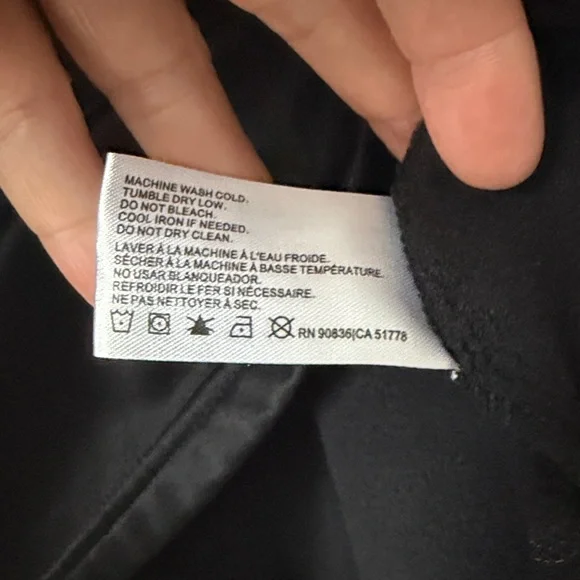 MACHINE WASH COLD.
TUMBLE DRY LOW.
DO NOT BLEACH.
COOL IRON IF NEEDED.
DO NOT DRY CLEAN.
LAVER À LA MACHINE À L'EAU FROIDE.
SÉCHER À LA MACHINE À BASSE TEMPÉRATURE.
NO USAR BLANQUEADOR.
REFROIDIR LE FER SI NÉCESSAIRE.
NE PAS NETTOYER À SEC.
RN 90836|CA 51778